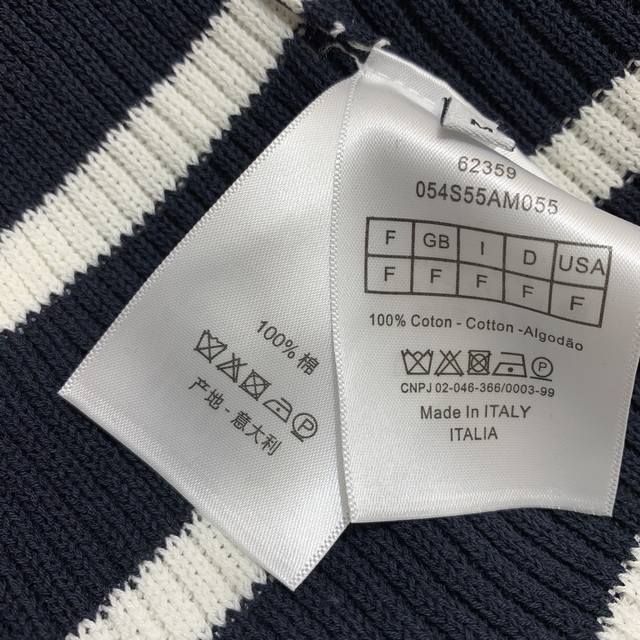 100% 棉
产地 - 意大利
62359
054S55AM055
F GB I D USA
F F F F F
100% Coton - Cotton - Algodão
CNPJ 02-046-366/0003-99
Made In ITALY
ITALIA